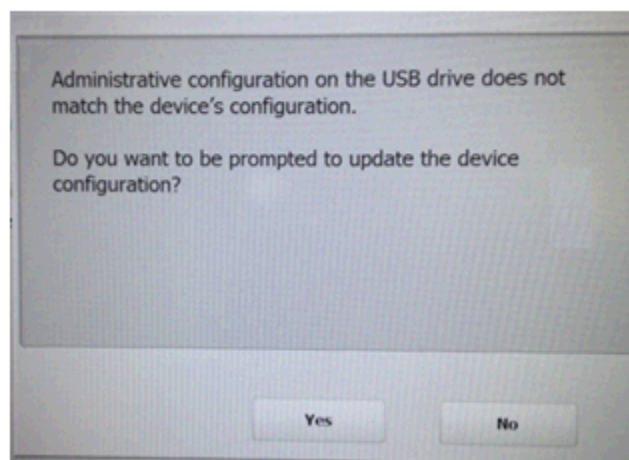 Administrative configuration on the USB drive does not
match the device's configuration.
Do you want to be prompted to update the device
configuration?
Yes
No